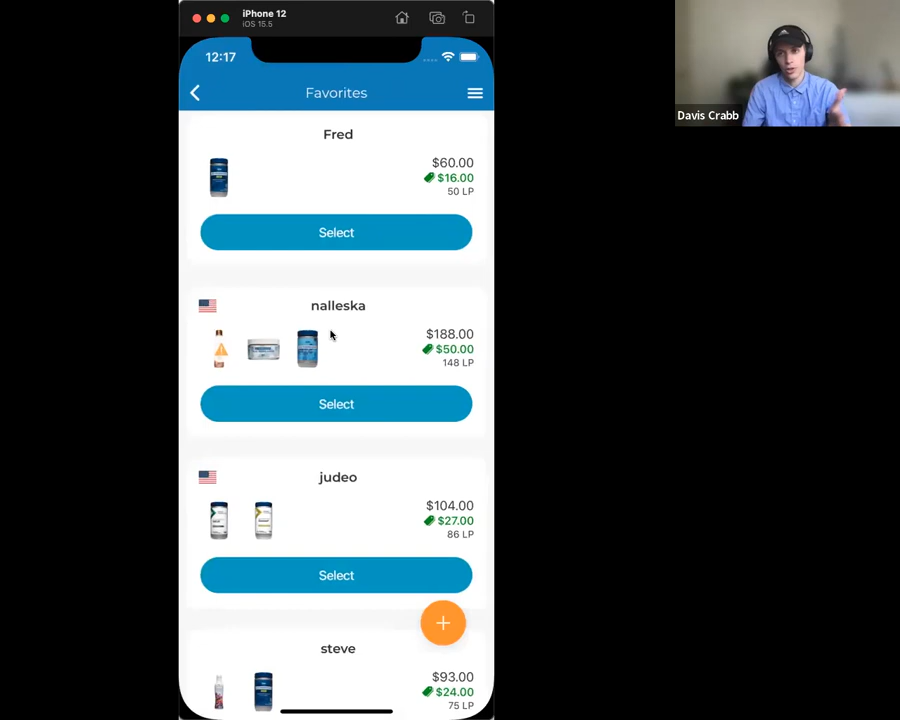 iPhone 12
iOS 15.5
12:17
Favorites
Fred
$60.00
$16.00
50 LP
Select
nalleska
$188.00
$50.00
148 LP
Select
judeo
$104.00
$27.00
86 LP
Select
steve
$93.00
$24.00
75 LP
Davis Crabb